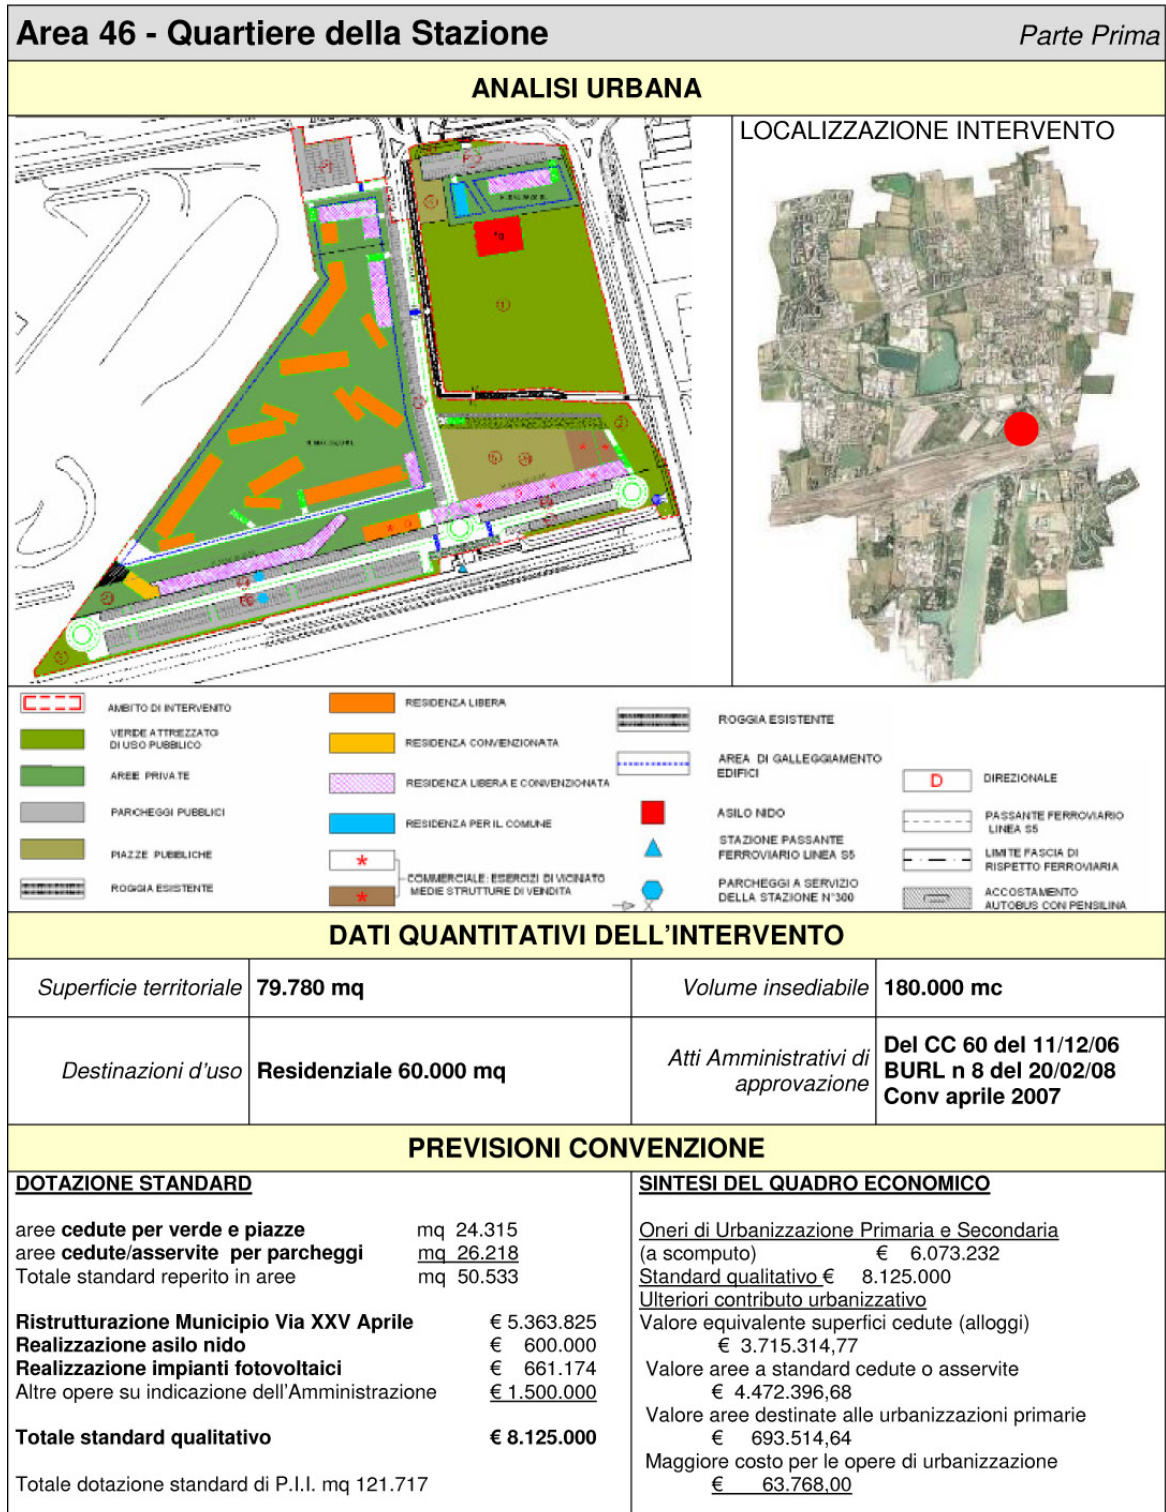 Area 46 - Quartiere della Stazione
Parte Prima
ANALISI URBANA
LOCALIZZAZIONE INTERVENTO
AMBITO DI INTERVENTO
VERDE ATTREZZATO
DI USO PUBBLICO
AREE PRIVATE
PARCHEGGI PUBBLICI
PIAZZE PUBBLICHE
ROGGIA ESISTENTE
RESIDENZA LIBERA
RESIDENZA CONVENZIONATA
RESIDENZA LIBERA E CONVENZIONATA
RESIDENZA PER IL COMUNE
COMMERCIALE: ESERCIZI DI VICINATO
MEDIE STRUTTURE DI VENDITA
ROGGIA ESISTENTE
AREA DI GALLEGGIAMENTO
EDIFICI
ASILO NIDO
STAZIONE PASSANTE
FERROVIARIO LINEA S5
PARCHEGGI A SERVIZIO
DELLA STAZIONE N°300
D DIREZIONALE
PASSANTE FERROVIARIO
LINEA S5
LIMITE FASCIA DI
RISPETTO FERROVIARIA
ACCOSTAMENTO
AUTOBUS CON PENSILINA
DATI QUANTITATIVI DELL'INTERVENTO
Superficie territoriale 79.780 mq
Volume insediabile 180.000 mc
Destinazioni d'uso Residenziale 60.000 mq
Atti Amministrativi di
approvazione
Del CC 60 del 11/12/06
BURL n 8 del 20/02/08
Conv aprile 2007
PREVISIONI CONVENZIONE
DOTAZIONE STANDARD
aree cedute per verde e piazze mq 24.315
aree cedute/asservite per parcheggi mq 26.218
Totale standard reperito in aree mq 50.533
Ristrutturazione Municipio Via XXV Aprile € 5.363.825
Realizzazione asilo nido € 600.000
Realizzazione impianti fotovoltaici € 661.174
Altre opere su indicazione dell'Amministrazione € 1.500.000
Totale standard qualitativo € 8.125.000
Totale dotazione standard di P.I.I. mq 121.717
SINTESI DEL QUADRO ECONOMICO
Oneri di Urbanizzazione Primaria e Secondaria
(a scomputo) € 6.073.232
Standard qualitativo € 8.125.000
Ulteriori contributo urbanizzativo
Valore equivalente superfici cedute (alloggi)
€ 3.715.314,77
Valore aree a standard cedute o asservite
€ 4.472.396,68
Valore aree destinate alle urbanizzazioni primarie
€ 693.514,64
Maggiore costo per le opere di urbanizzazione
€ 63.768,00